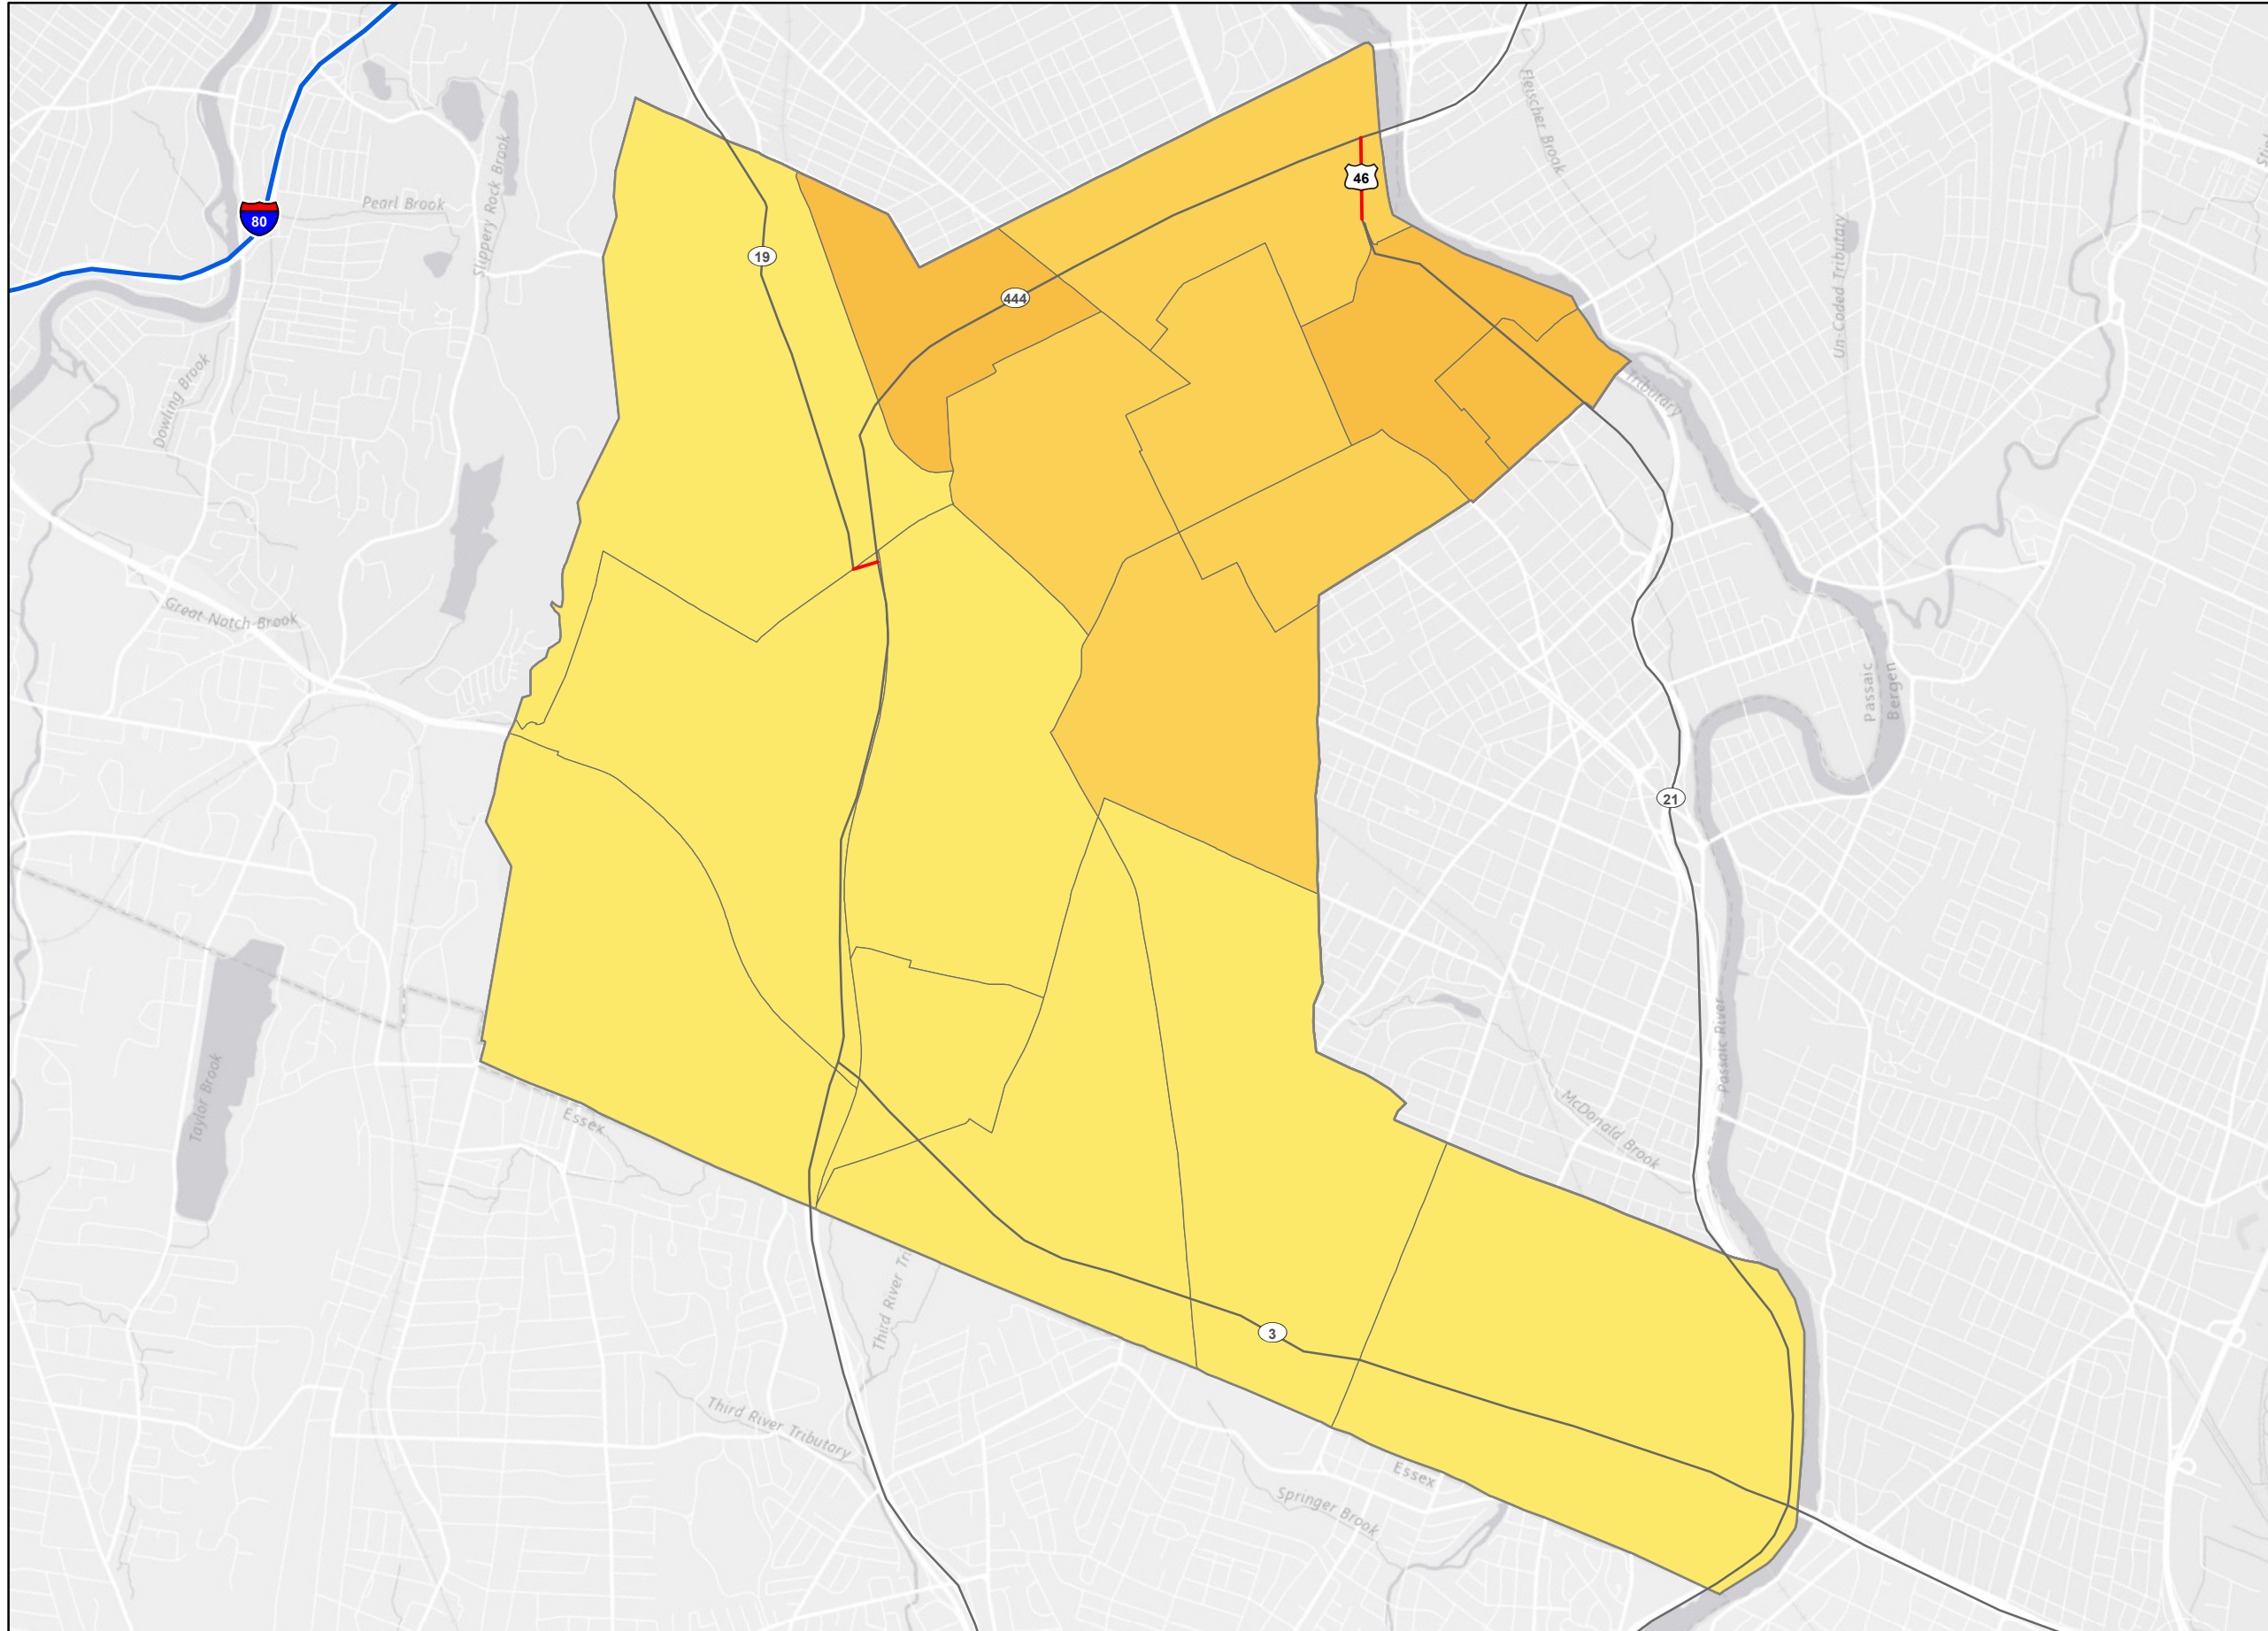 Fleischer Brook
46
Slippery Rock Brook
Pearl Brook
80
19
Un-Coded Tributary
444
Dowling Brook
Tributary
Great Notch Brook
Passaic
Bergen
21
Passaic River
Taylor Brook
Essex
McDonald Brook
Third River Tri
3
Third River Tributary
Essex
Springer Brook